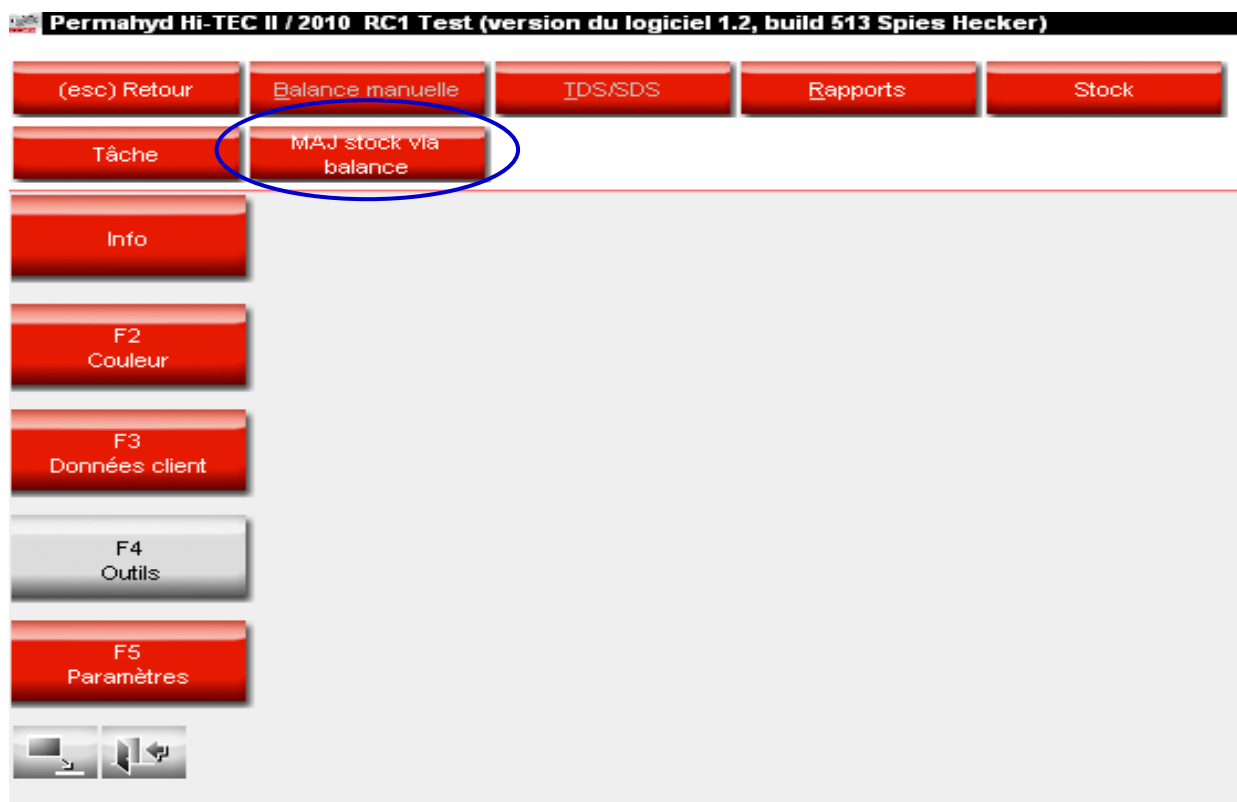 Permahyd Hi-TEC II / 2010 RC1 Test (version du logiciel 1.2, build 513 Spies Hecker)
(esc) Retour
Balance manuelle
TDS/SDS
Rapports
Stock
Tâche
MAJ stock via
balance
Info
F2
Couleur
F3
Données client
F4
Outils
F5
Paramètres